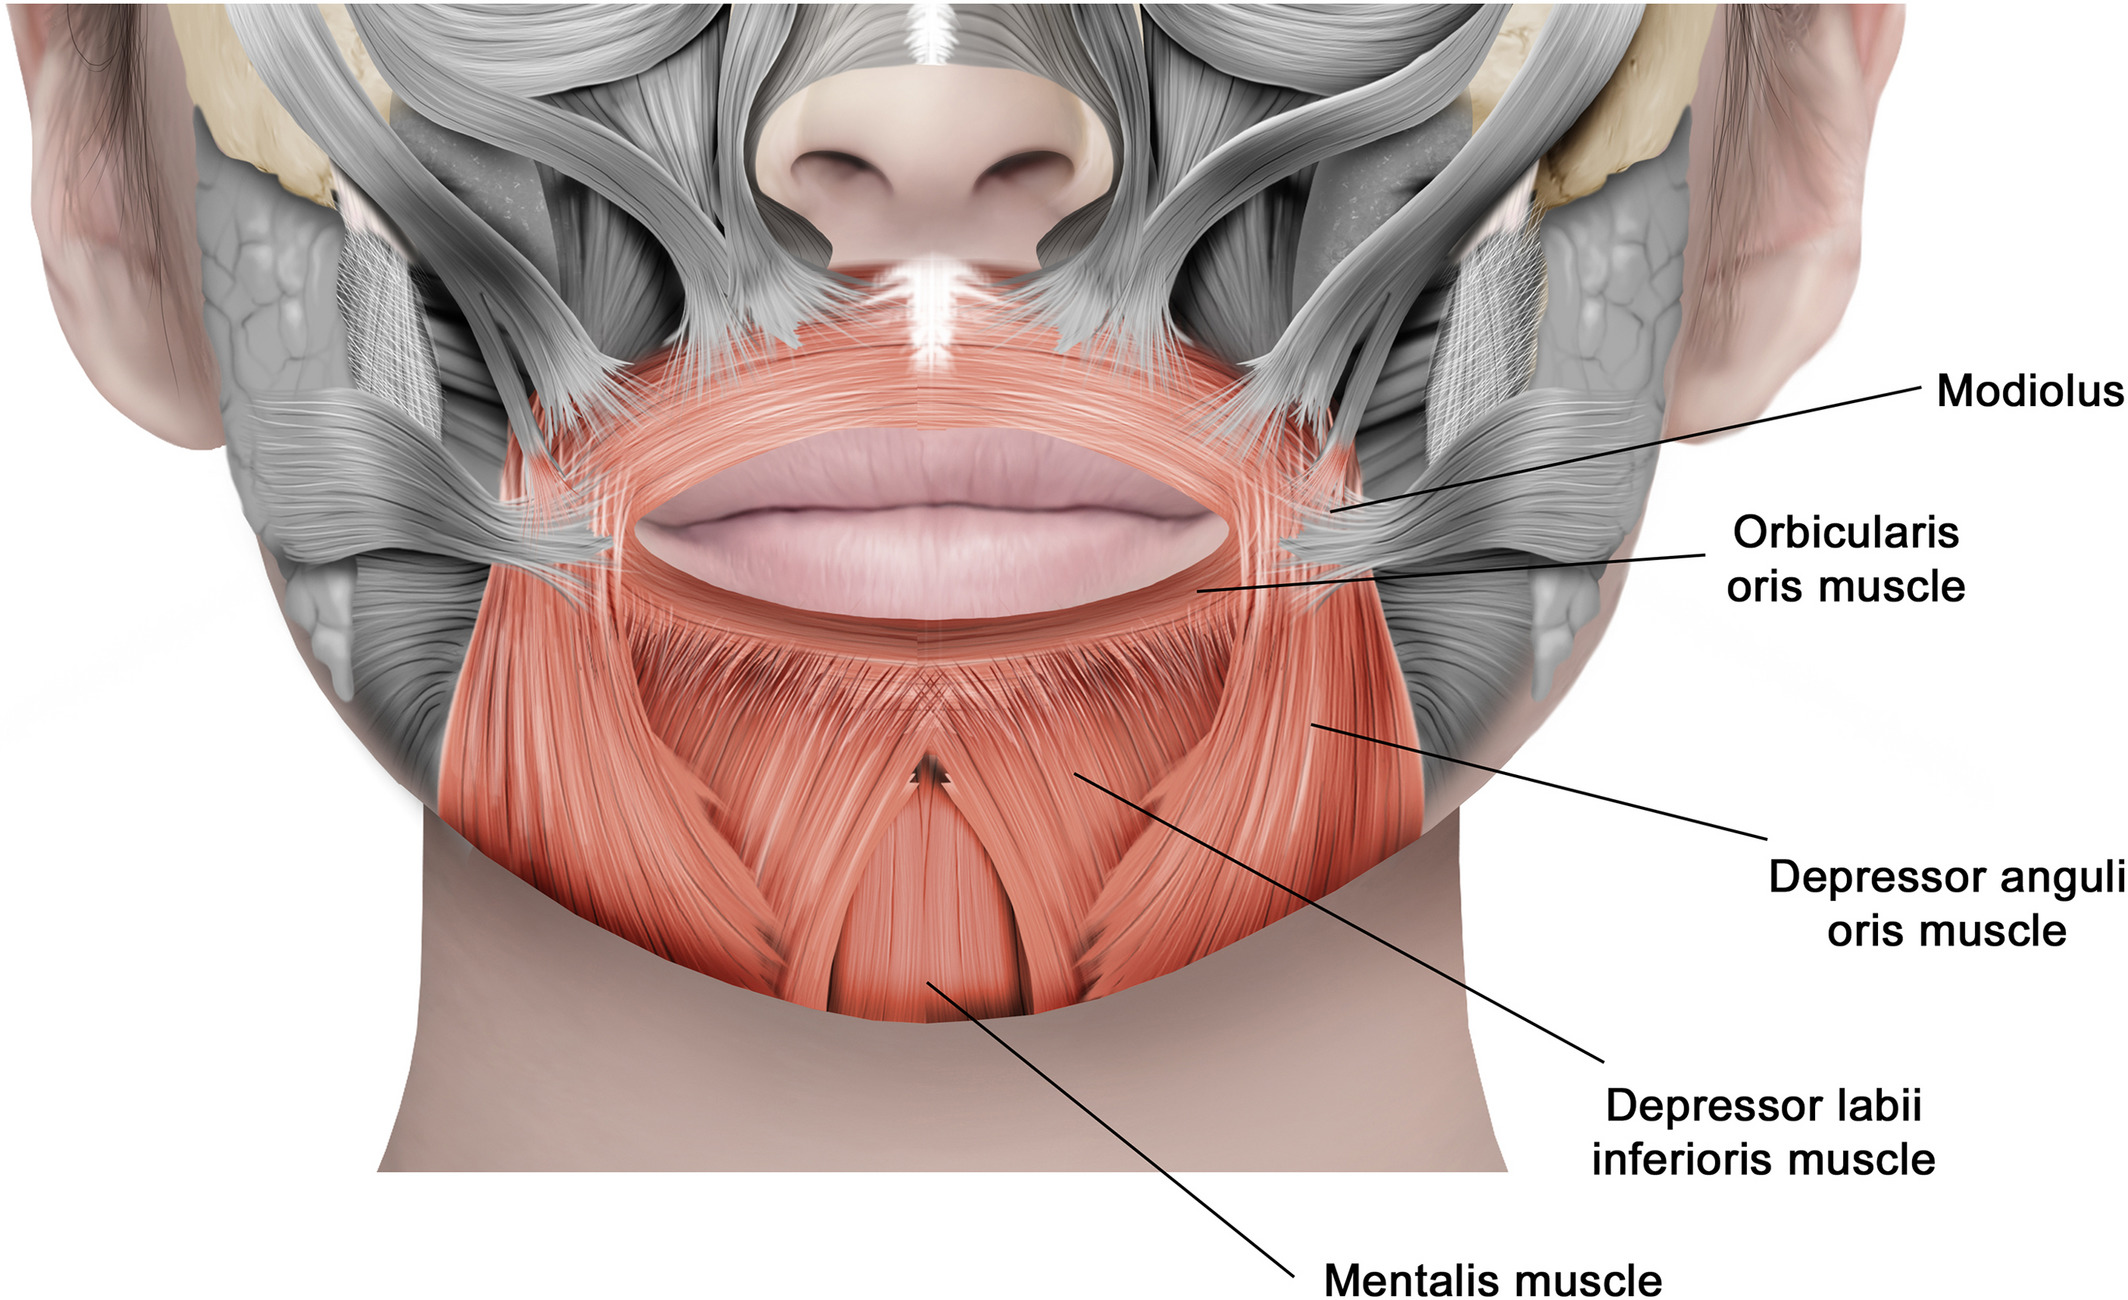 Modiolus
Orbicularis
oris muscle
Depressor anguli
oris muscle
Depressor labii
inferioris muscle
Mentalis muscle